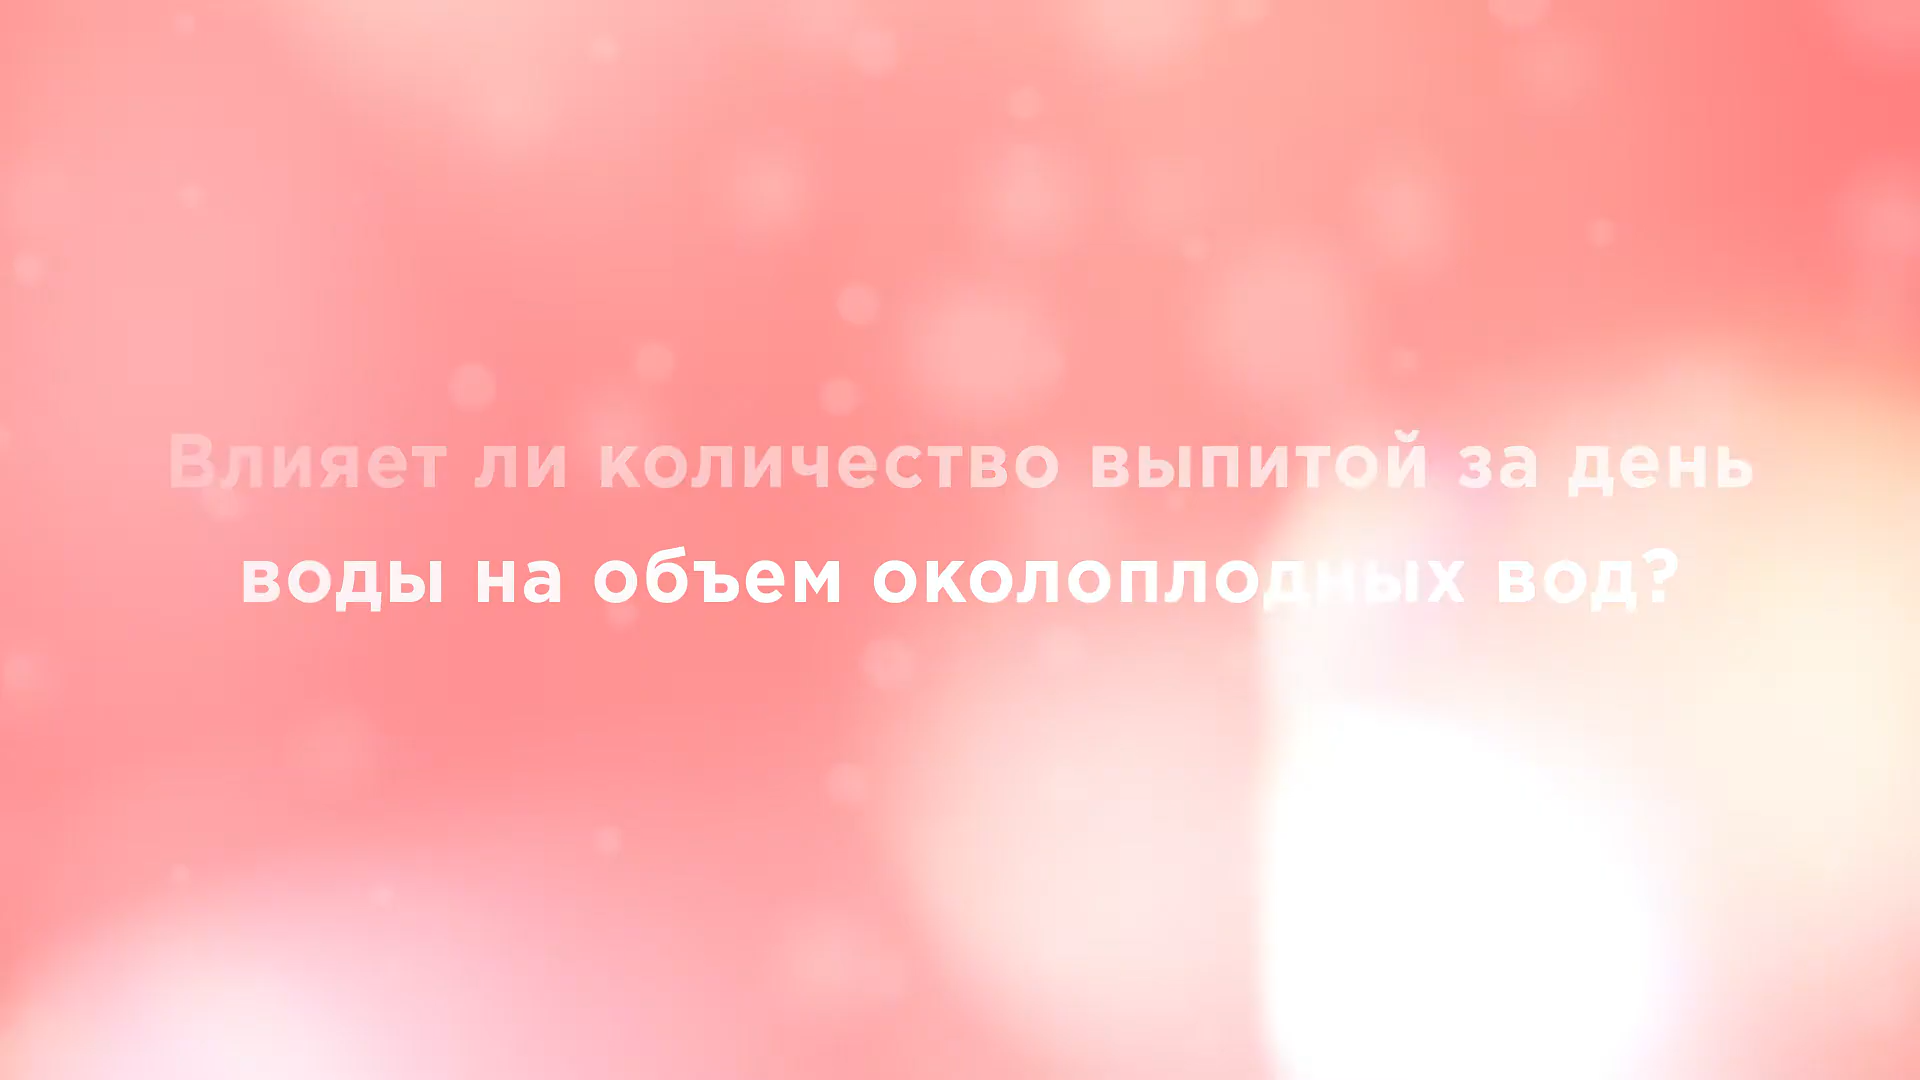 Влияет ли количество выпитой за день
воды на объем околоплодных вод?